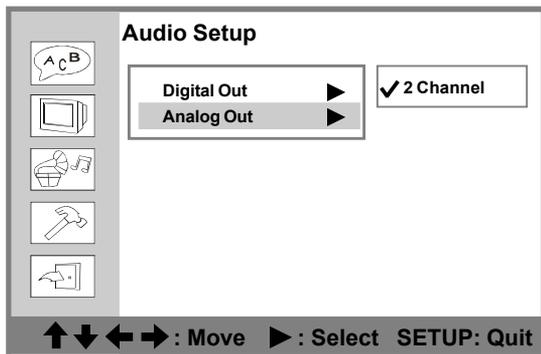 Audio Setup
A C B
Digital Out
Analog Out
2 Channel
: Move : Select SETUP: Quit